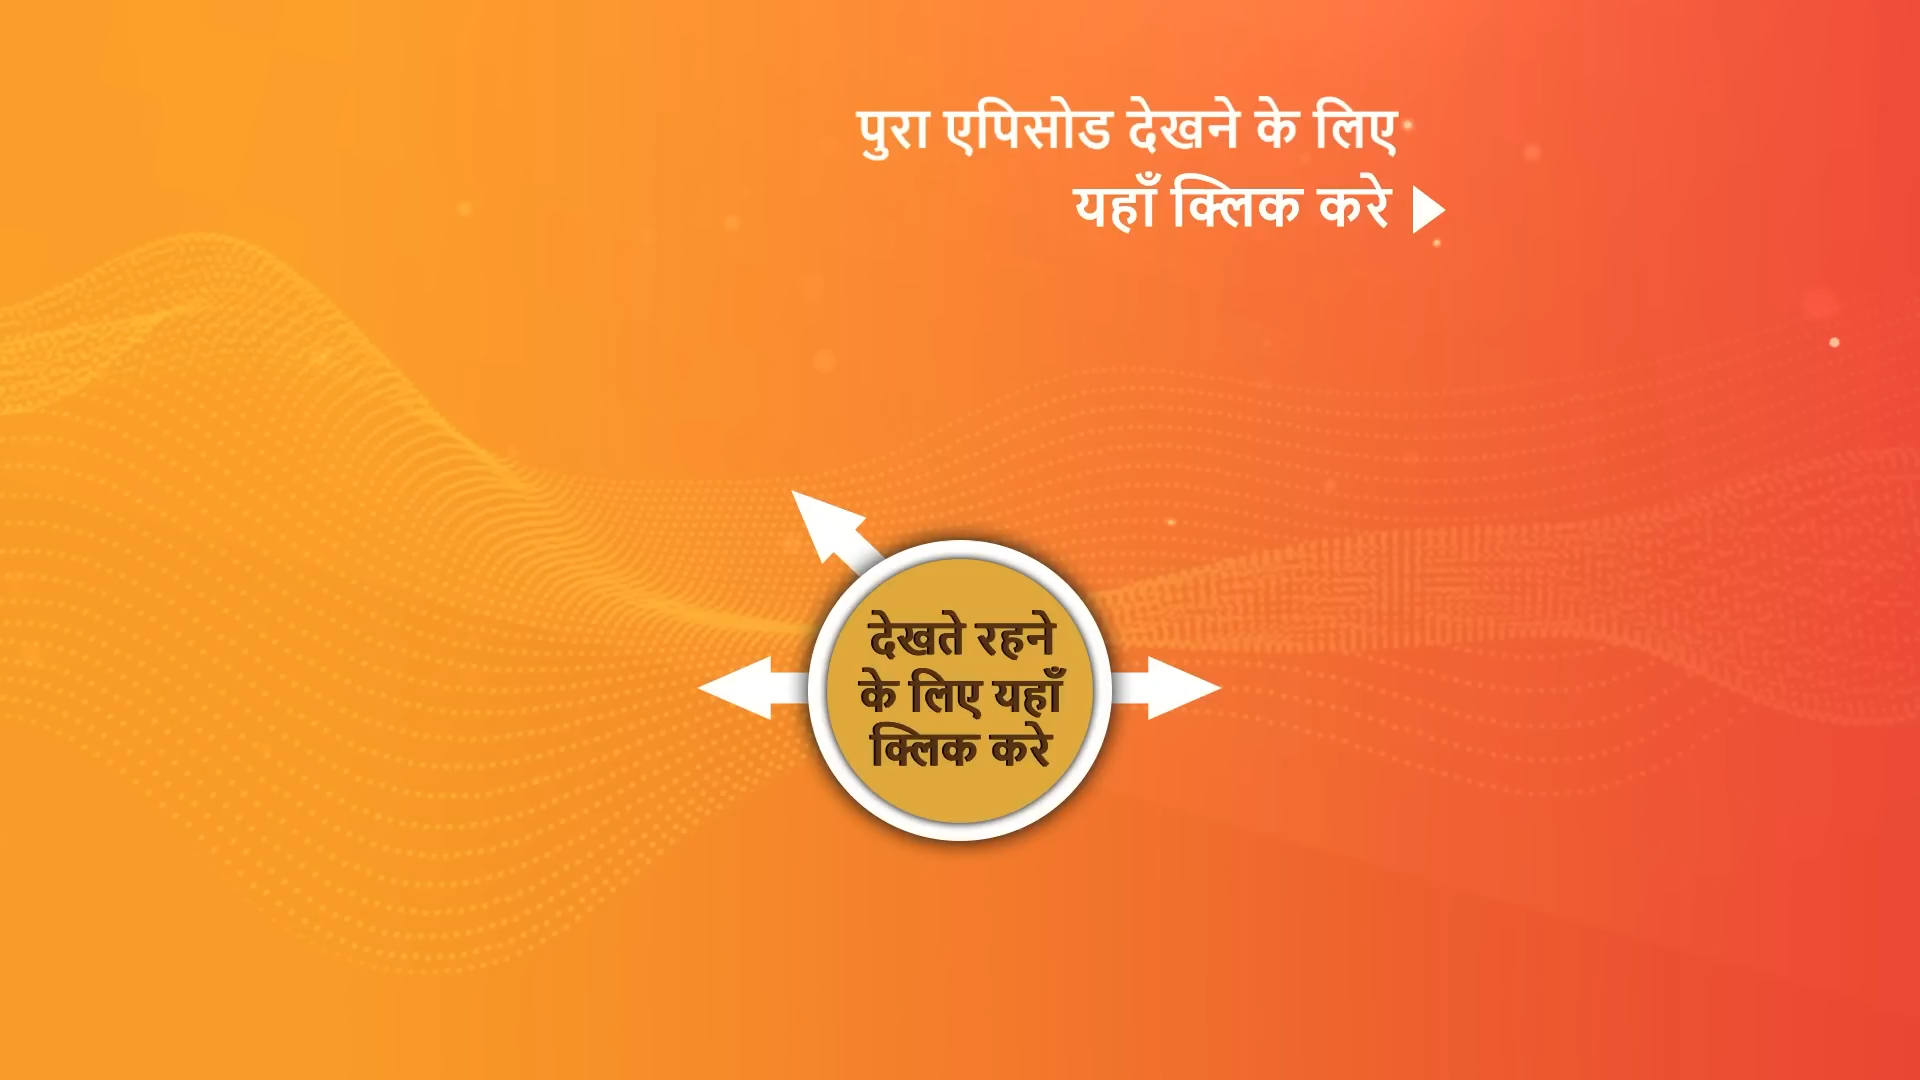 पुरा एपिसोड देखने के लिए
यहाँ क्लिक करे
देखते रहने
के लिए यहाँ
क्लिक करे